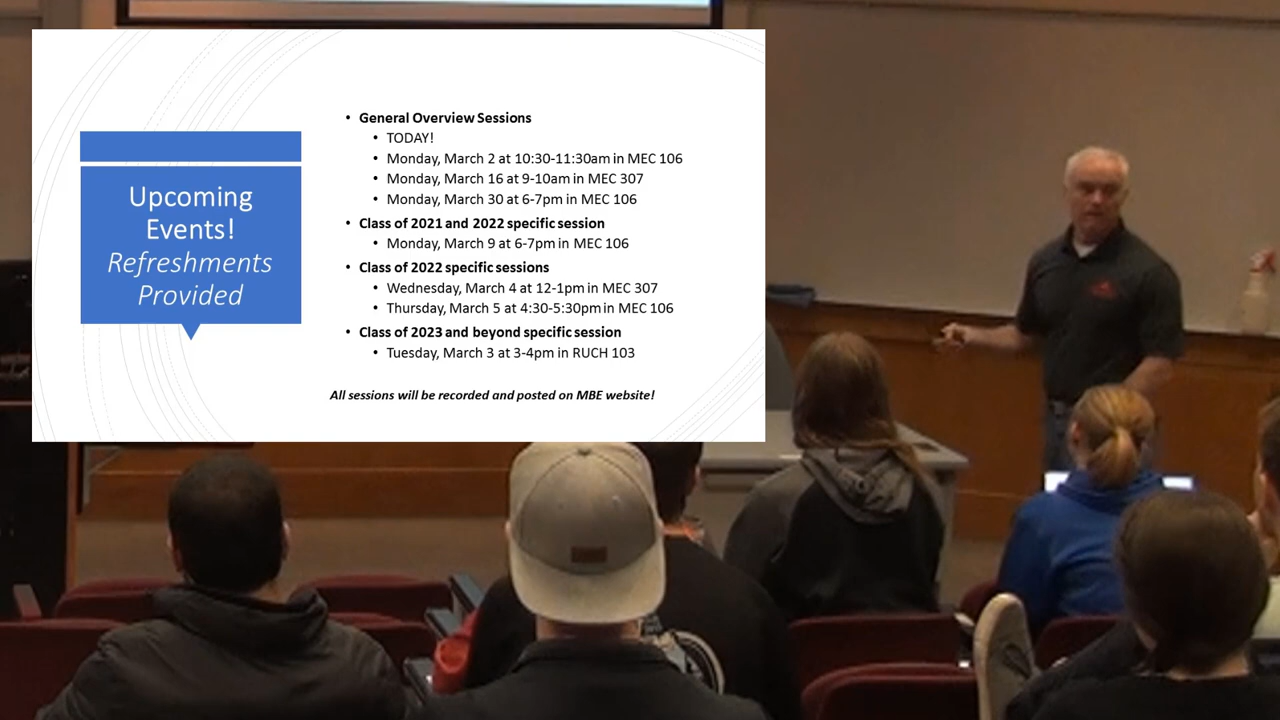 Upcoming
Events!
Refreshments
Provided
• General Overview Sessions
• TODAY!
• Monday, March 2 at 10:30-11:30am in MEC 106
• Monday, March 16 at 9-10am in MEC 307
• Monday, March 30 at 6-7pm in MEC 106
• Class of 2021 and 2022 specific session
• Monday, March 9 at 6-7pm in MEC 106
• Class of 2022 specific sessions
• Wednesday, March 4 at 12-1pm in MEC 307
• Thursday, March 5 at 4:30-5:30pm in MEC 106
• Class of 2023 and beyond specific session
• Tuesday, March 3 at 3-4pm in RUCH 103
All sessions will be recorded and posted on MBE website!